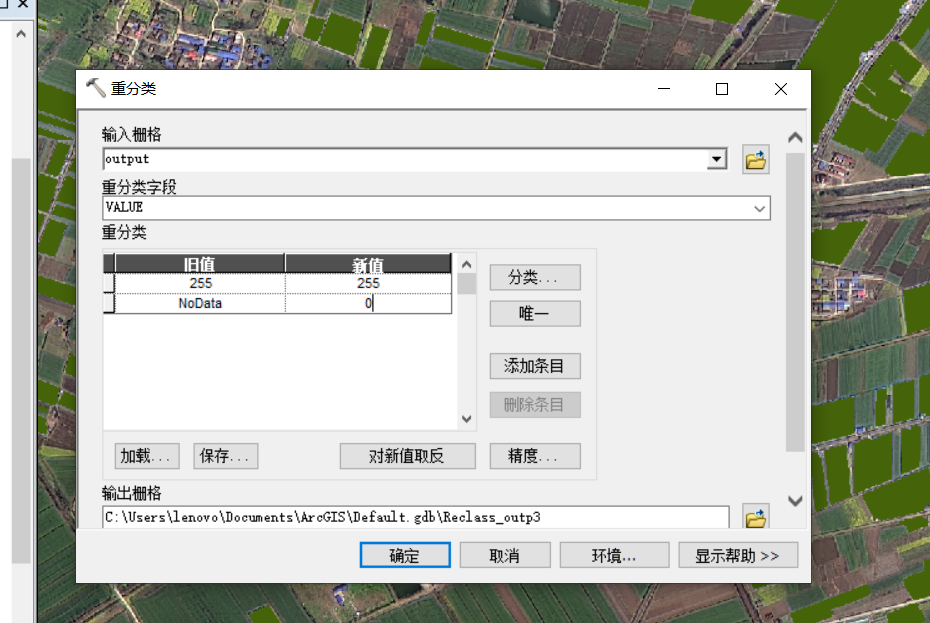 重分类
输入栅格
output
重分类字段
VALUE
重分类
旧值 新值
255 255
NoData 0
分类...
唯一
添加条目
删除条目
加载... 保存... 对新值取反 精度...
输出栅格
C:\Users\lenovo\Documents\ArcGIS\Default.gdb\Reclass_outp3
确定 取消 环境... 显示帮助 >>